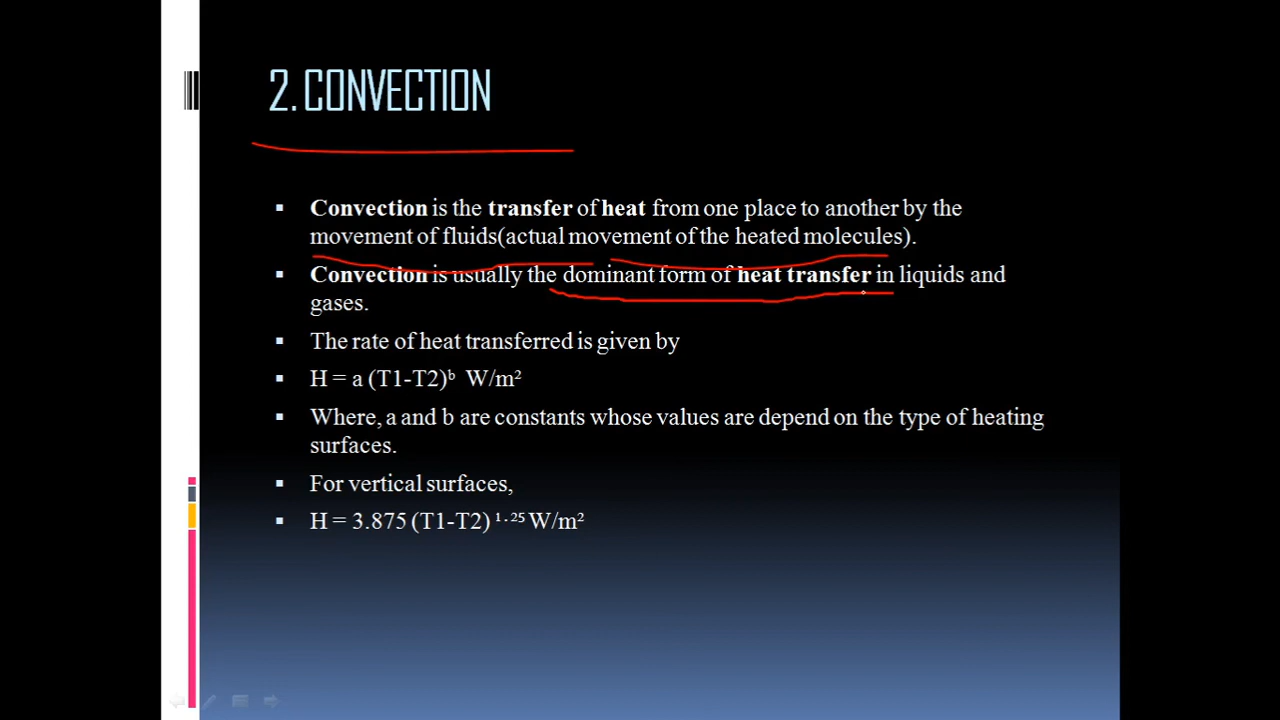 2. CONVECTION
▪ Convection is the transfer of heat from one place to another by the
movement of fluids(actual movement of the heated molecules).
▪ Convection is usually the dominant form of heat transfer in liquids and
gases.
▪ The rate of heat transferred is given by
▪ H = a (T1-T2)ᵇ W/m²
▪ Where, a and b are constants whose values are depend on the type of heating
surfaces.
▪ For vertical surfaces,
▪ H = 3.875 (T1-T2) ¹·²⁵ W/m²